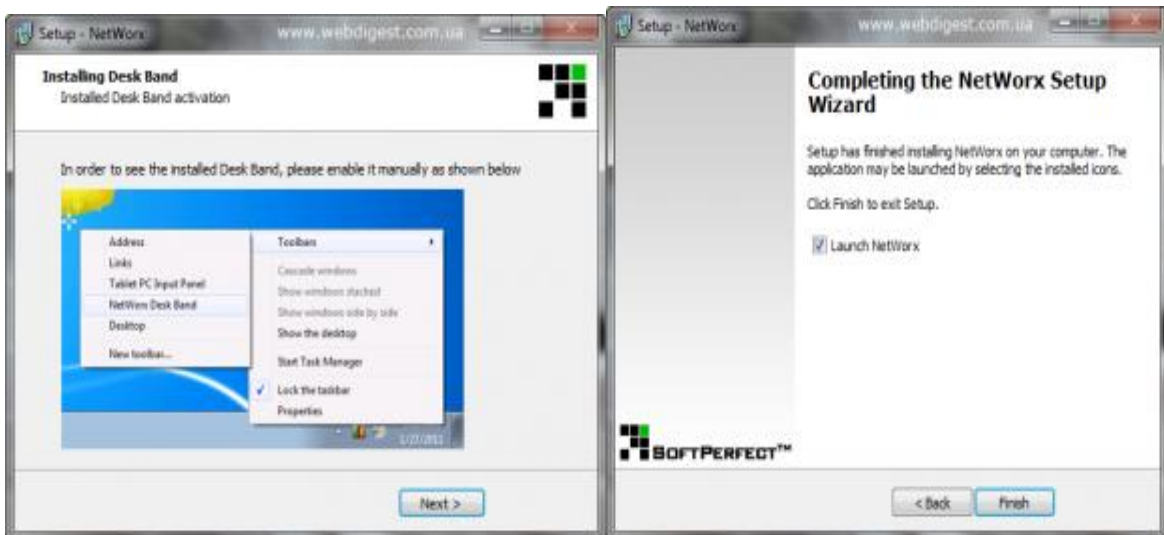 Setup - NetWorx
www.webdigest.com.ua
Installing Desk Band
Installed Desk Band activation
In order to see the installed Desk Band, please enable it manually as shown below
Address
Links
Tablet PC Input Panel
NetWorx Desk Band
Desktop
New toolbar...
Toolbars
Cascade windows
Show windows stacked
Show windows side by side
Show the desktop
Start Task Manager
Lock the taskbar
Properties
1/27/2011
Next >
Setup - NetWorx
www.webdigest.com.ua
Completing the NetWorx Setup
Wizard
Setup has finished installing NetWorx on your computer. The
application may be launched by selecting the installed icons.
Click Finish to exit Setup.
Launch NetWorx
SOFTPERFECT™
< Back
Finish